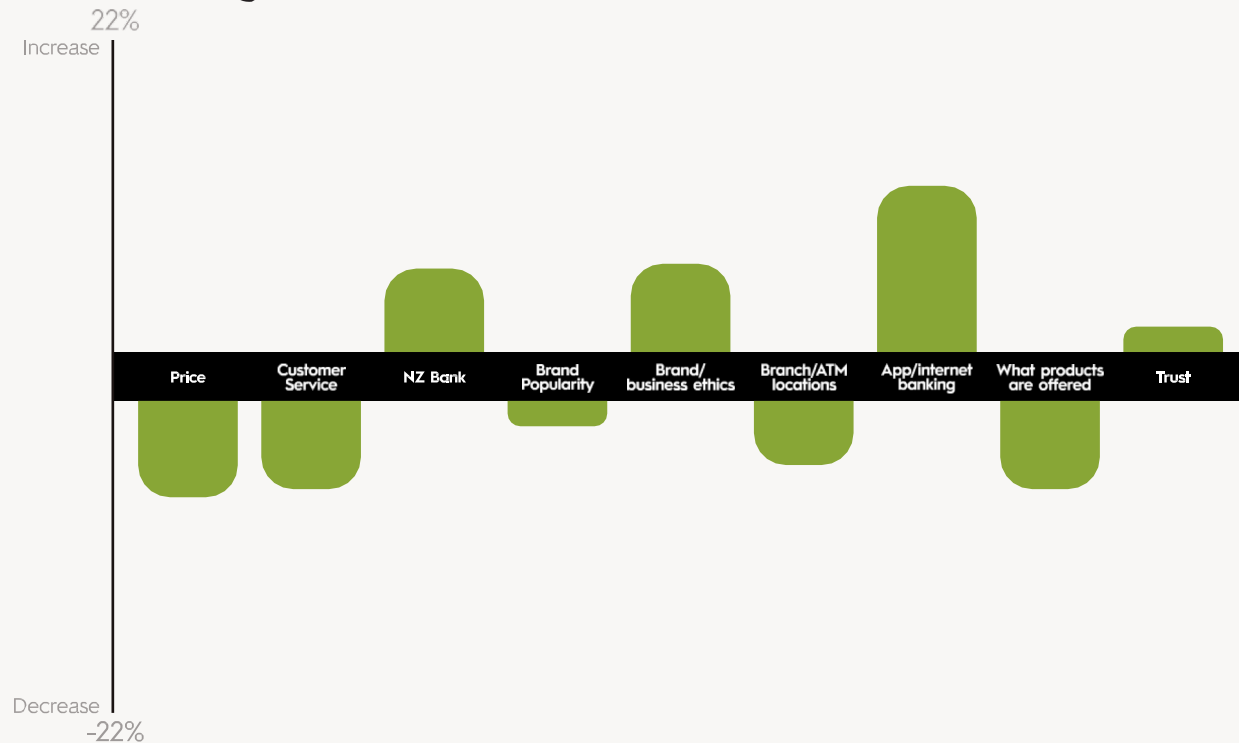 22%
Increase
Price
Customer
Service
NZ Bank
Brand
Popularity
Brand/
business ethics
Branch/ATM
locations
App/internet
banking
What products
are offered
Trust
Decrease
-22%